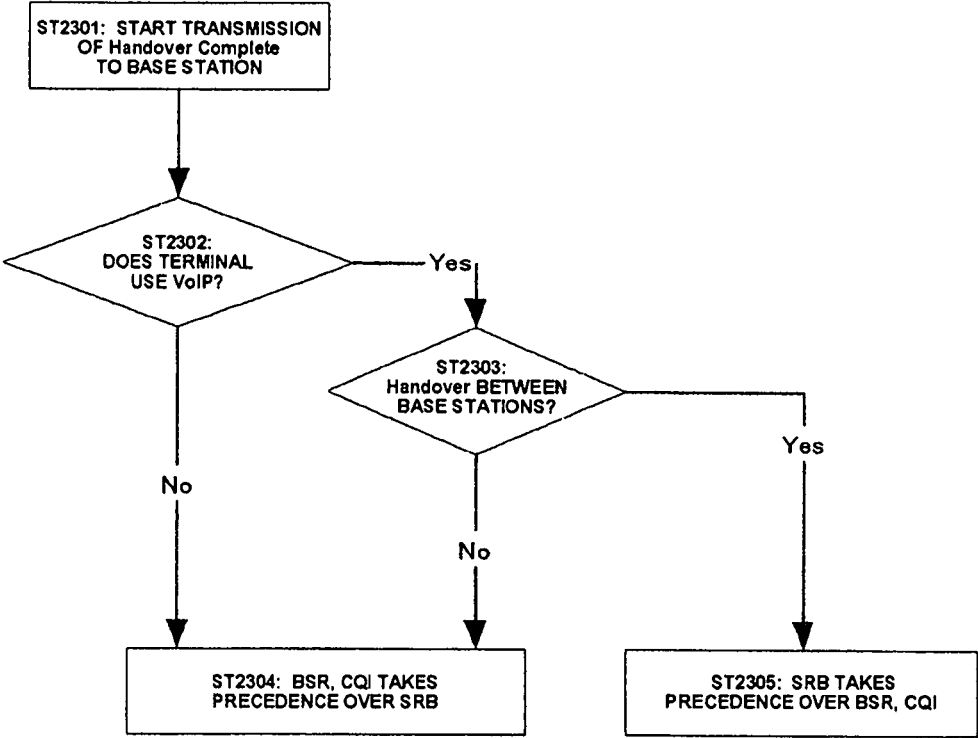 ST2301: START TRANSMISSION
OF Handover Complete
TO BASE STATION
ST2302:
DOES TERMINAL
USE VoIP?
Yes
ST2303:
Handover BETWEEN
BASE STATIONS?
Yes
No
No
ST2304: BSR, CQI TAKES
PRECEDENCE OVER SRB
ST2305: SRB TAKES
PRECEDENCE OVER BSR, CQI